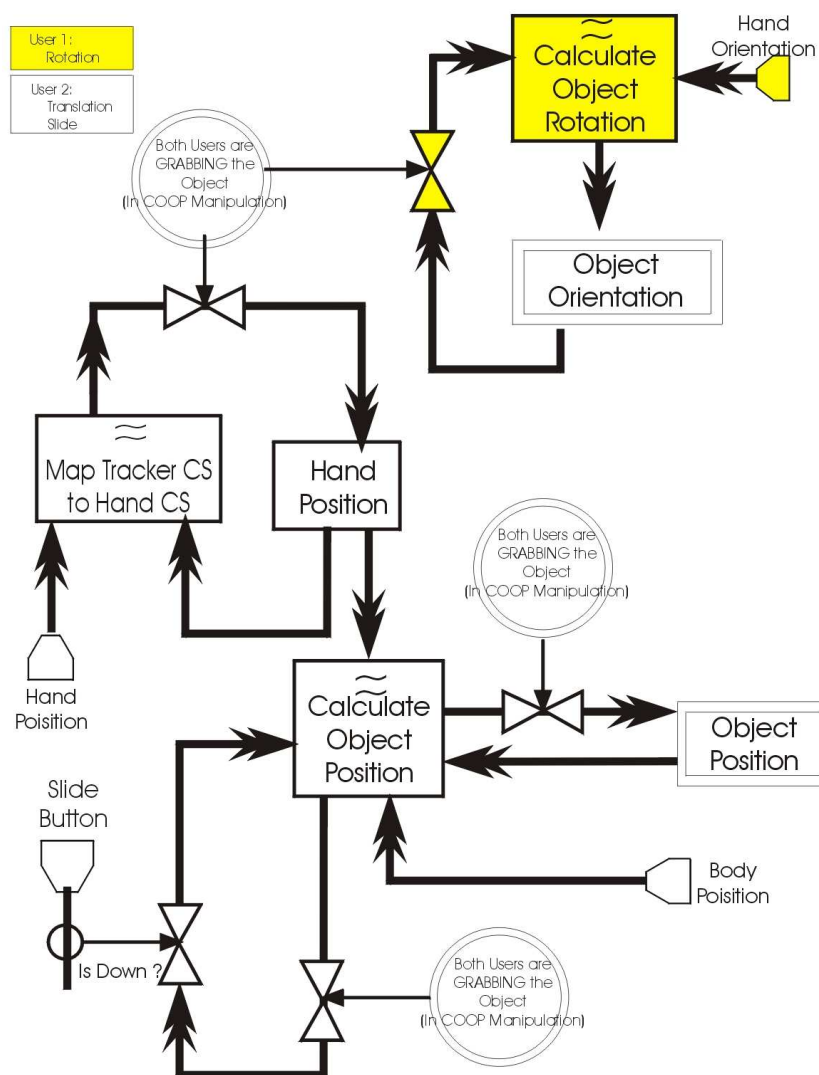 User 1:
Rotation
User 2:
Translation
Slide
Hand
Orientation
Calculate
Object
Rotation
Both Users are
GRABBING the
Object
(In COOP Manipulation)
Object
Orientation
Map Tracker CS
to Hand CS
Hand
Position
Both Users are
GRABBING the
Object
(In COOP Manipulation)
Hand
Poisition
Calculate
Object
Position
Object
Position
Slide
Button
Body
Poisition
Is Down ?
Both Users are
GRABBING the
Object
(In COOP Manipulation)